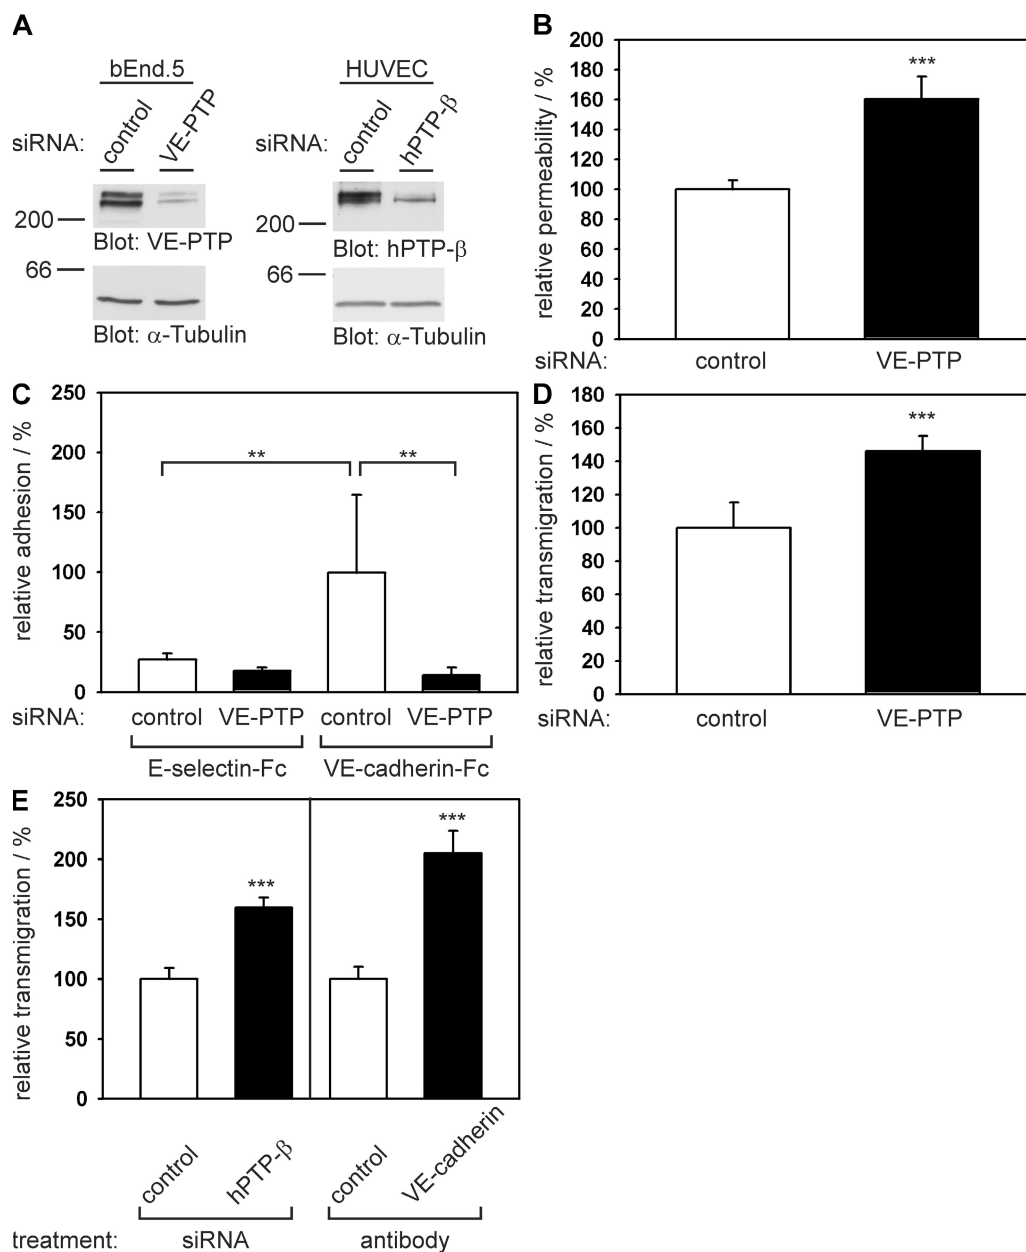 A
bEnd.5
HUVEC
siRNA:
control
VE-PTP
siRNA:
control
hPTP-β
200
Blot: VE-PTP
200
Blot: hPTP-β
66
Blot: α-Tubulin
66
Blot: α-Tubulin
B
relative permeability / %
200
180
160
140
120
100
80
60
40
20
0
***
siRNA:
control
VE-PTP
C
relative adhesion / %
250
200
150
100
50
0
**
**
siRNA:
control
VE-PTP
control
VE-PTP
E-selectin-Fc
VE-cadherin-Fc
D
relative transmigration / %
180
160
140
120
100
80
60
40
20
0
***
siRNA:
control
VE-PTP
E
relative transmigration / %
250
200
150
100
50
0
***
***
control
hPTP-β
control
VE-cadherin
treatment:
siRNA
antibody